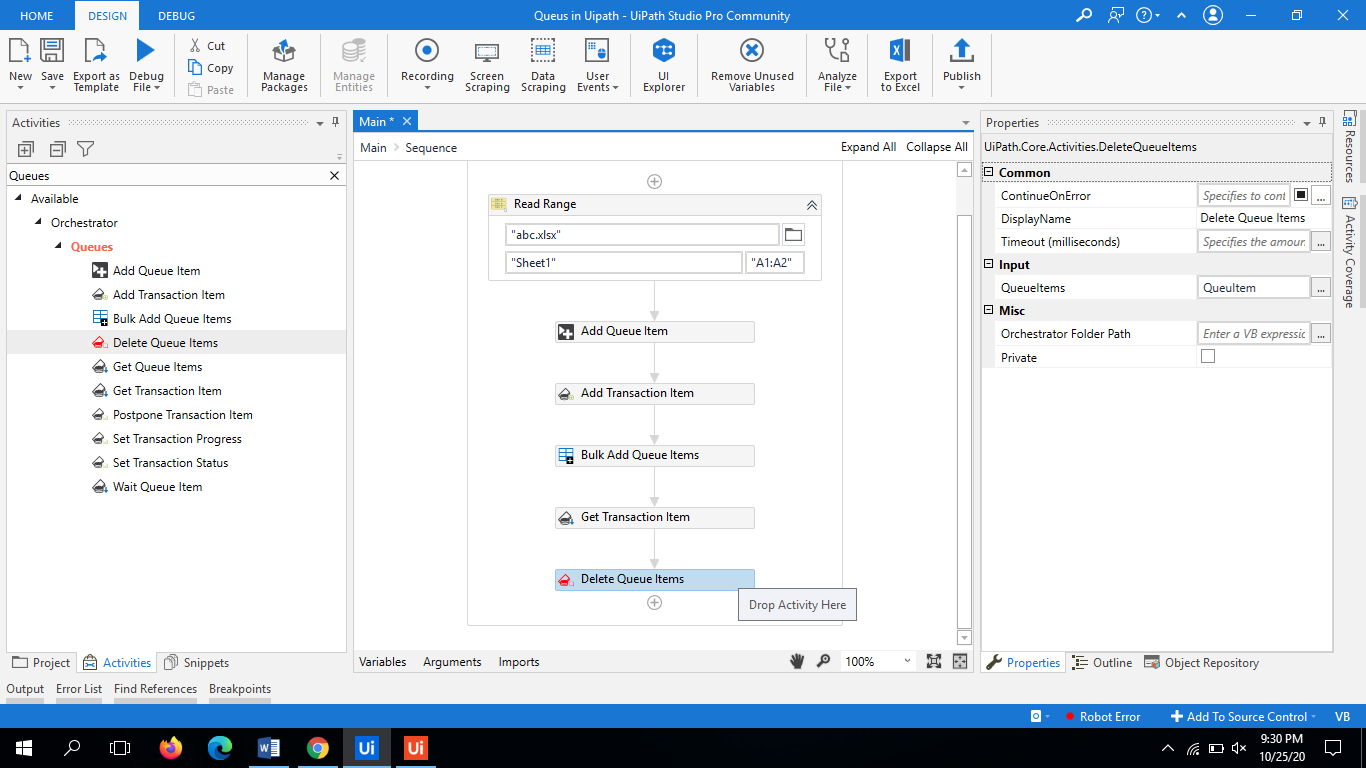 HOME DESIGN DEBUG Queus in Uipath - UiPath Studio Pro Community
New Save Export as Template Debug File Cut Copy Paste Manage Packages Manage Entities Recording Screen Scraping Data Scraping User Events UI Explorer Remove Unused Variables Analyze File Export to Excel Publish
Activities
Queues
Available
Orchestrator
Queues
Add Queue Item
Add Transaction Item
Bulk Add Queue Items
Delete Queue Items
Get Queue Items
Get Transaction Item
Postpone Transaction Item
Set Transaction Progress
Set Transaction Status
Wait Queue Item
Project Activities Snippets
Main *
Main Sequence Expand All Collapse All
Read Range
"abc.xlsx"
"Sheet1" "A1:A2"
Add Queue Item
Add Transaction Item
Bulk Add Queue Items
Get Transaction Item
Delete Queue Items
Drop Activity Here
Variables Arguments Imports 100%
Properties
UiPath.Core.Activities.DeleteQueueItems
Common
ContinueOnError Specifies to cont ...
DisplayName Delete Queue Items
Timeout (milliseconds) Specifies the amour ...
Input
QueueItems QueuItem ...
Misc
Orchestrator Folder Path Enter a VB expressic ...
Private
Properties Outline Object Repository
Resources
Activity Coverage
Output Error List Find References Breakpoints
Robot Error Add To Source Control VB
Ui Ui
9:30 PM
10/25/20